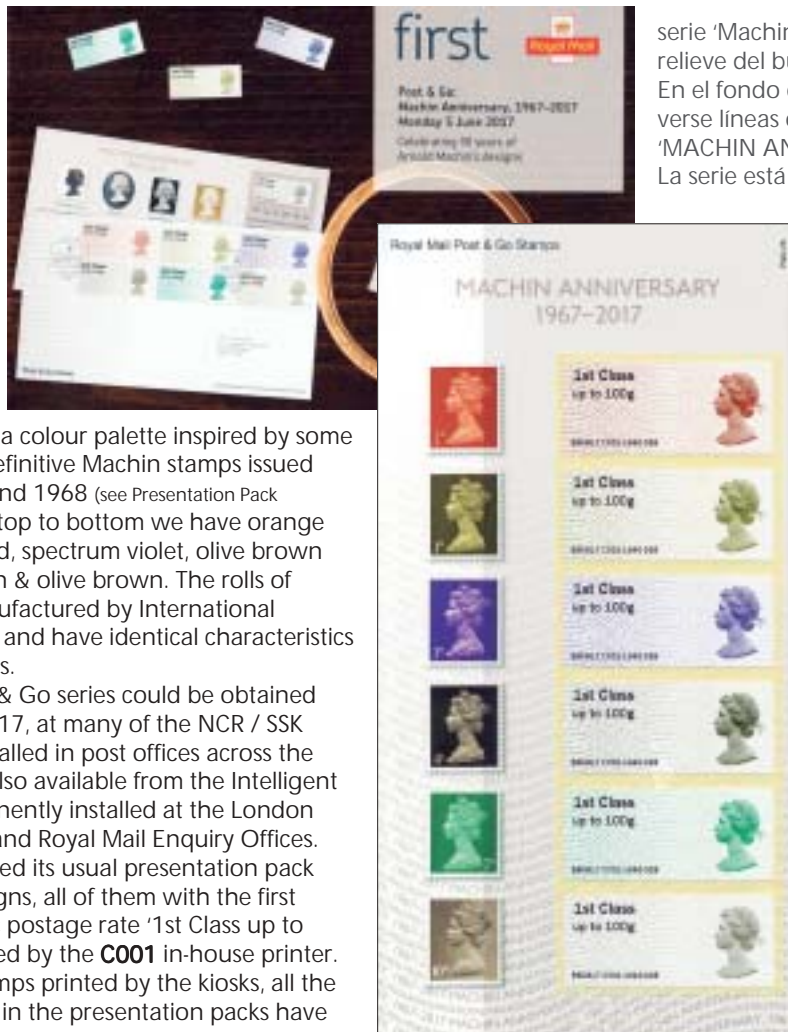 first
Royal Mail
Post & Go:
Machin Anniversary, 1967–2017
Monday 5 June 2017
Celebrating 50 years of
Arnold Machin's designs
serie 'Machin
relieve del bu
En el fondo
verse líneas
'MACHIN AN
La serie está
a colour palette inspired by some
efinitive Machin stamps issued
nd 1968 (see Presentation Pack
top to bottom we have orange
d, spectrum violet, olive brown
n & olive brown. The rolls of
ufactured by International
and have identical characteristics
s.
& Go series could be obtained
17, at many of the NCR / SSK
alled in post offices across the
lso available from the Intelligent
nently installed at the London
and Royal Mail Enquiry Offices.
ed its usual presentation pack
gns, all of them with the first
postage rate '1st Class up to
ed by the C001 in-house printer.
mps printed by the kiosks, all the
in the presentation packs have
Royal Mail Post & Go Stamps
MACHIN ANNIVERSARY
1967–2017
1st Class
up to 100g
1st Class
up to 100g
1st Class
up to 100g
1st Class
up to 100g
1st Class
up to 100g
1st Class
up to 100g